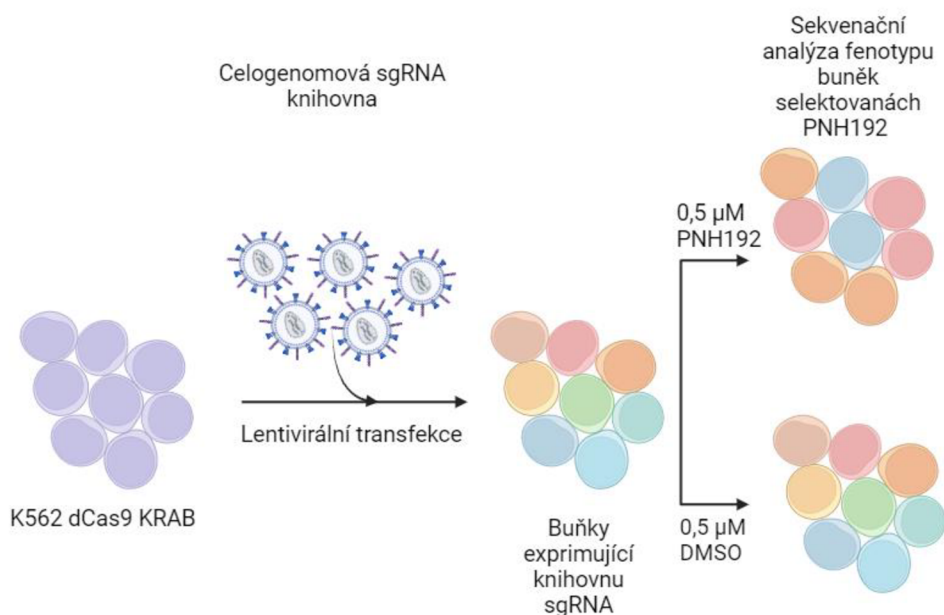 Celogenomová sgRNA
knihovna
Sekvenační
analýza fenotypu
buněk
selektovanách
PNH192
0,5 µM
PNH192
Lentivirální transfekce
K562 dCas9 KRAB
Buňky
exprimující
knihovnu
sgRNA
0,5 µM
DMSO